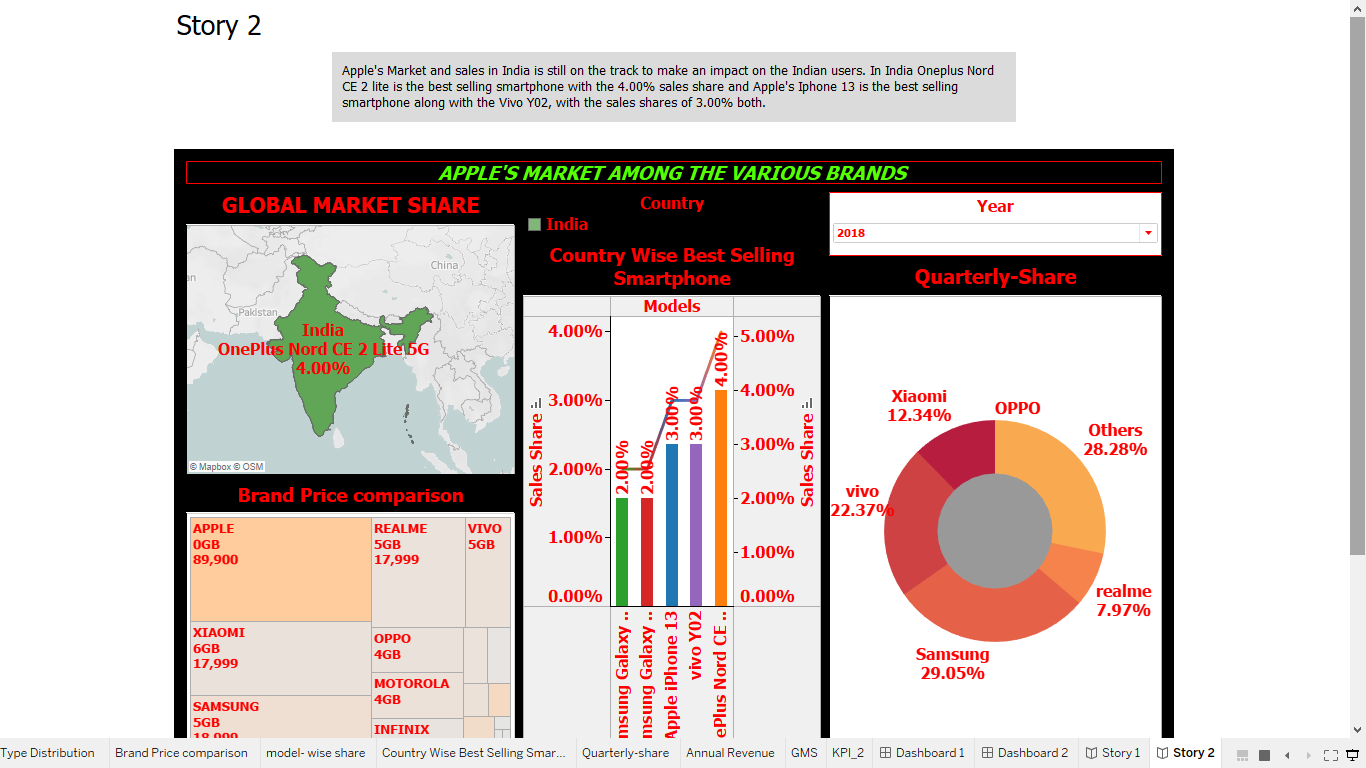 Story 2
Apple's Market and sales in India is still on the track to make an impact on the Indian users. In India Oneplus Nord
CE 2 lite is the best selling smartphone with the 4.00% sales share and Apple's Iphone 13 is the best selling
smartphone along with the Vivo Y02, with the sales shares of 3.00% both.
APPLE'S MARKET AMONG THE VARIOUS BRANDS
GLOBAL MARKET SHARE
China
Pakistan
India
OnePlus Nord CE 2 Lite 5G
4.00%
© Mapbox © OSM
Brand Price comparison
APPLE
0GB
89,900
REALME
5GB
17,999
VIVO
5GB
XIAOMI
6GB
17,999
OPPO
4GB
MOTOROLA
4GB
SAMSUNG
5GB
18,999
INFINIX
Country
India
Country Wise Best Selling
Smartphone
Models
4.00%
3.00%
2.00%
1.00%
0.00%
Sales Share
2.00%
2.00%
3.00%
3.00%
4.00%
5.00%
4.00%
3.00%
2.00%
1.00%
0.00%
Sales Share
msung Galaxy ..
msung Galaxy ..
Apple iPhone 13
vivo Y02
ePlus Nord CE ..
Year
2018
Quarterly-Share
Xiaomi
12.34%
OPPO
Others
28.28%
vivo
22.37%
realme
7.97%
Samsung
29.05%
Type Distribution
Brand Price comparison
model- wise share
Country Wise Best Selling Smar...
Quarterly-share
Annual Revenue
GMS
KPI_2
Dashboard 1
Dashboard 2
Story 1
Story 2